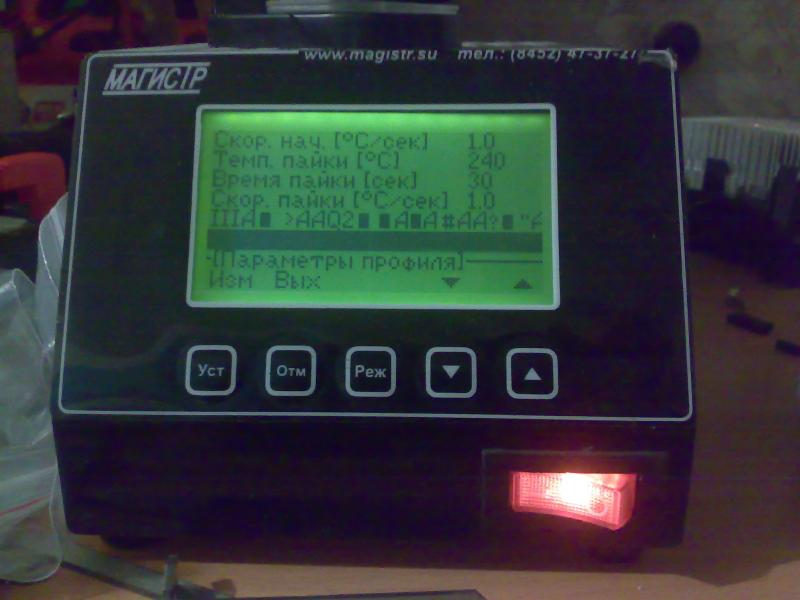 www.magistr.su тел.: (8452) 47-37-27
МАГИСТР
Скор. нач. [°С/сек] 1.0
Темп. пайки [°С] 240
Время пайки [сек] 30
Скор. пайки [°С/сек] 1.0
[Параметры профиля]
Изм Вых ▼ ▲
Уст Отм Реж ▼ ▲